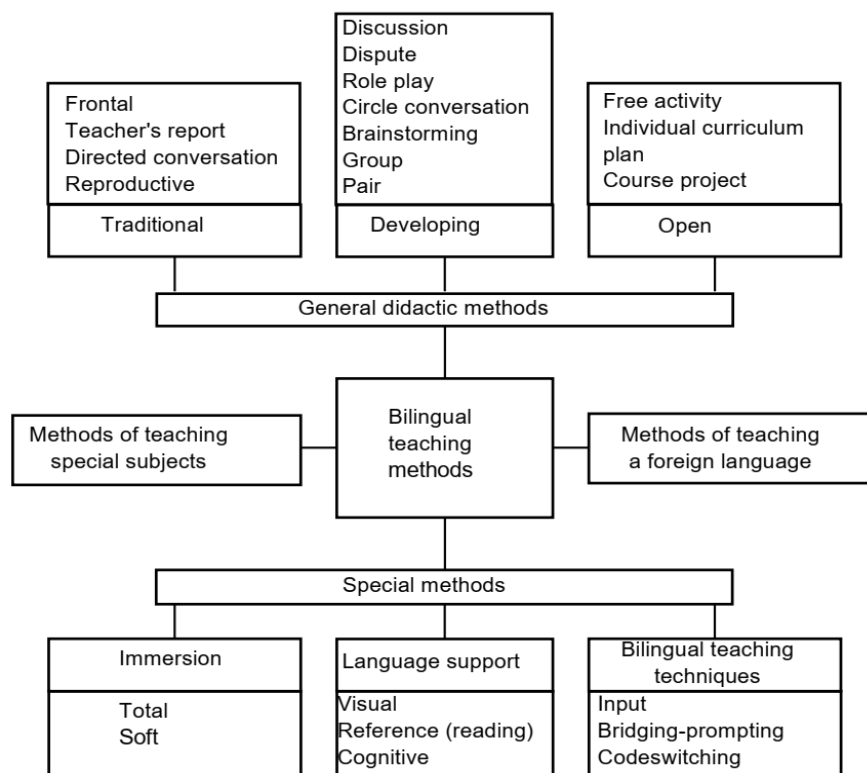 Frontal
Teacher's report
Directed conversation
Reproductive
Traditional
Discussion
Dispute
Role play
Circle conversation
Brainstorming
Group
Pair
Developing
Free activity
Individual curriculum
plan
Course project
Open
General didactic methods
Methods of teaching
special subjects
Bilingual
teaching
methods
Methods of teaching
a foreign language
Special methods
Immersion
Total
Soft
Language support
Visual
Reference (reading)
Cognitive
Bilingual teaching
techniques
Input
Bridging-prompting
Codeswitching